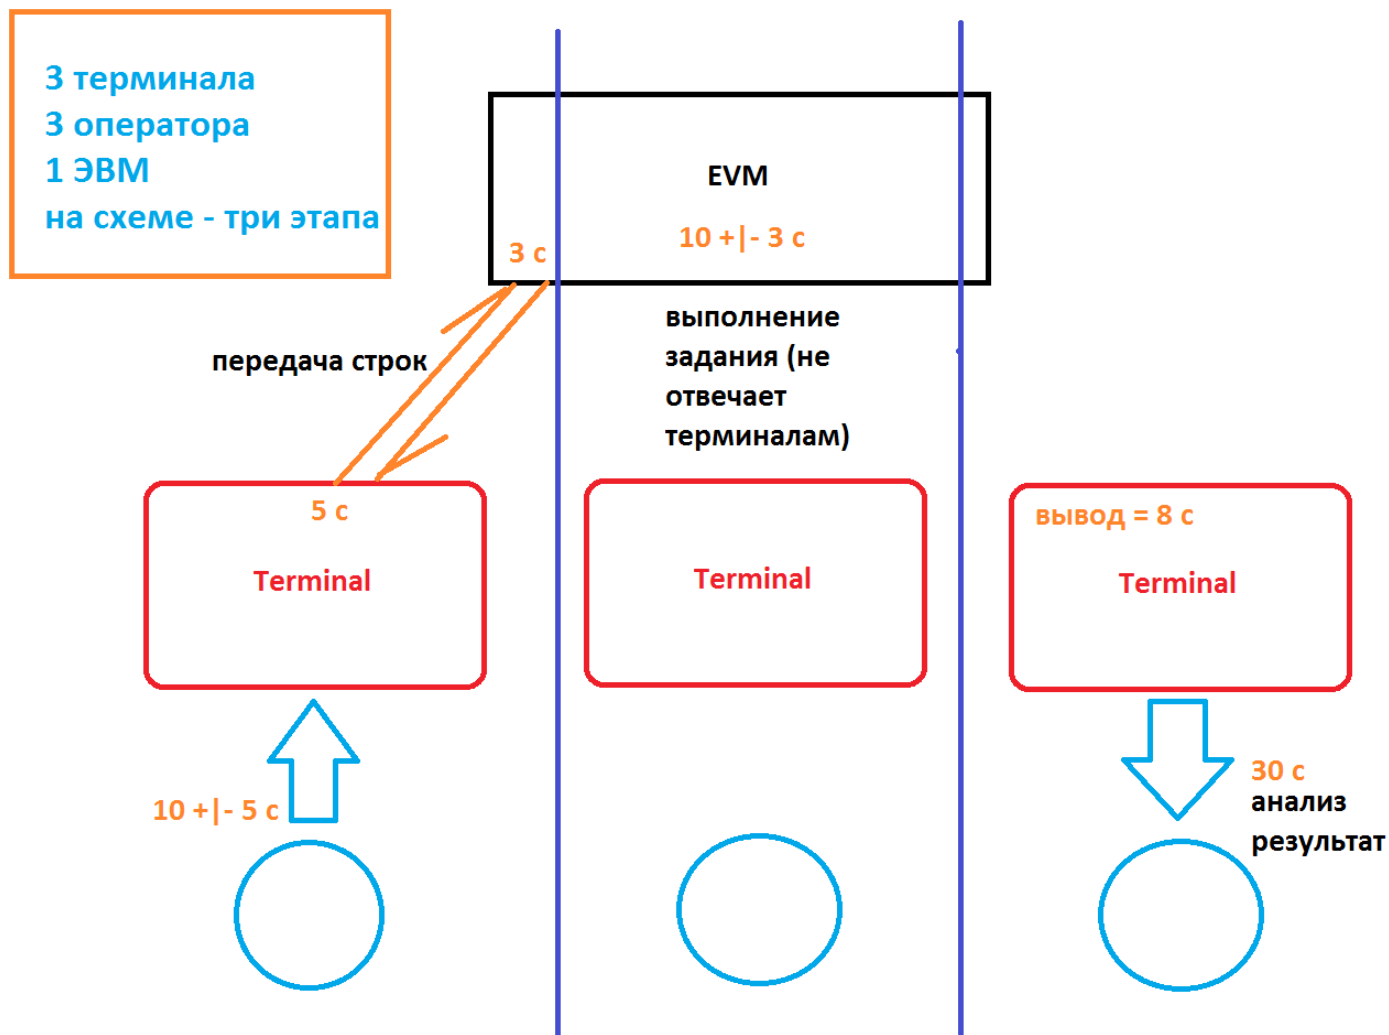 3 терминала
3 оператора
1 ЭВМ
на схеме - три этапа
EVM
10 +|- 3 с
3 с
передача строк
выполнение
задания (не
отвечает
терминалам)
5 с
Terminal
Terminal
вывод = 8 с
Terminal
10 +|- 5 с
30 с
анализ
результат